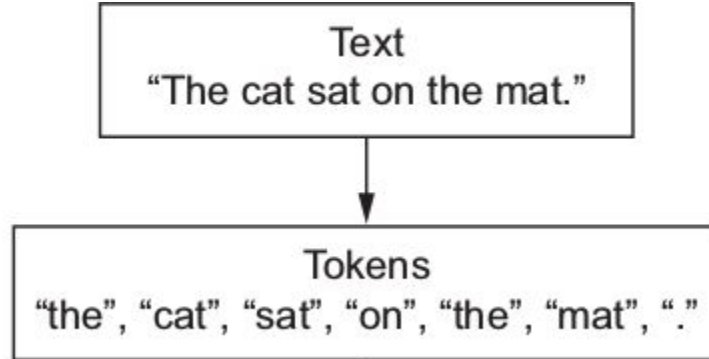 Text
“The cat sat on the mat.”
Tokens
“the”, “cat”, “sat”, “on”, “the”, “mat”, “.”